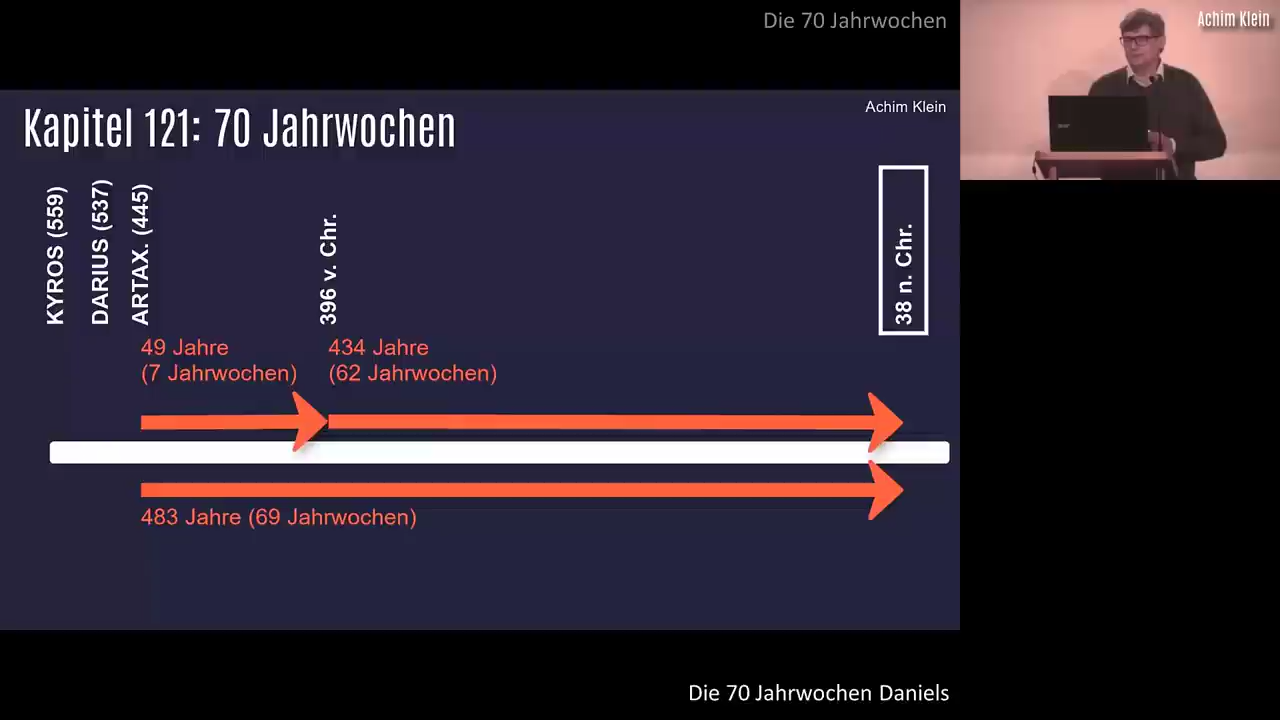 Die 70 Jahrwochen
Achim Klein
Achim Klein
Kapitel 121: 70 Jahrwochen
KYROS (559)
DARIUS (537)
ARTAX. (445)
396 v. Chr.
38 n. Chr.
49 Jahre
(7 Jahrwochen)
434 Jahre
(62 Jahrwochen)
483 Jahre (69 Jahrwochen)
Die 70 Jahrwochen Daniels